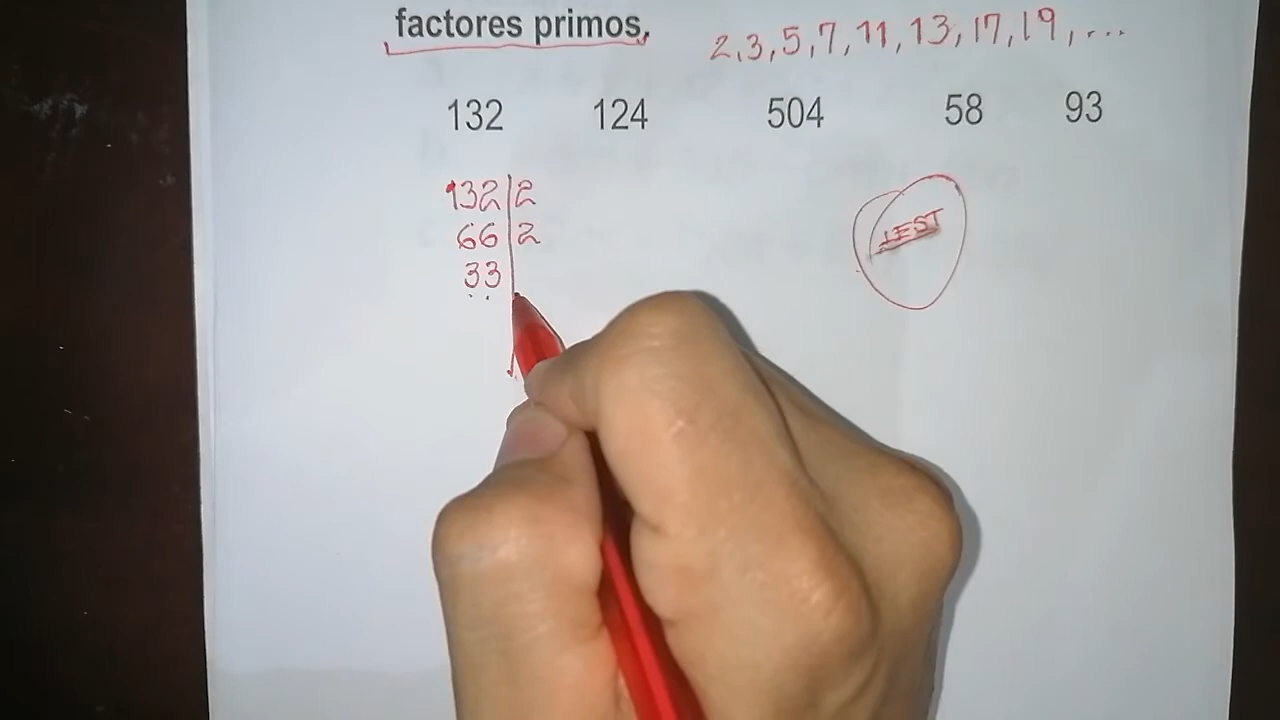 factores primos,
2,3,5,7,11,13,17,19,...
132 124 504 58 93
132|2
66|2
33
TEST